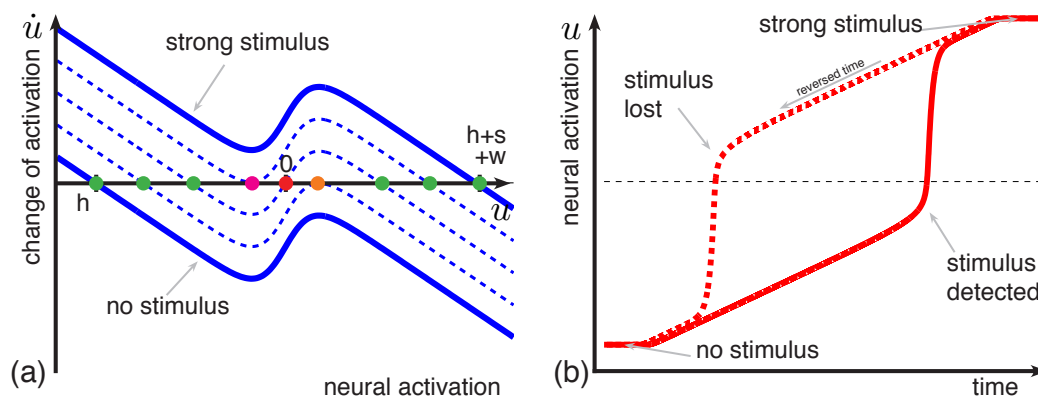 u̇
change of activation
strong stimulus
0
h+s
+w
h
u
no stimulus
(a)
neural activation
u
neural activation
strong stimulus
reversed time
stimulus
lost
stimulus
detected
no stimulus
(b)
time